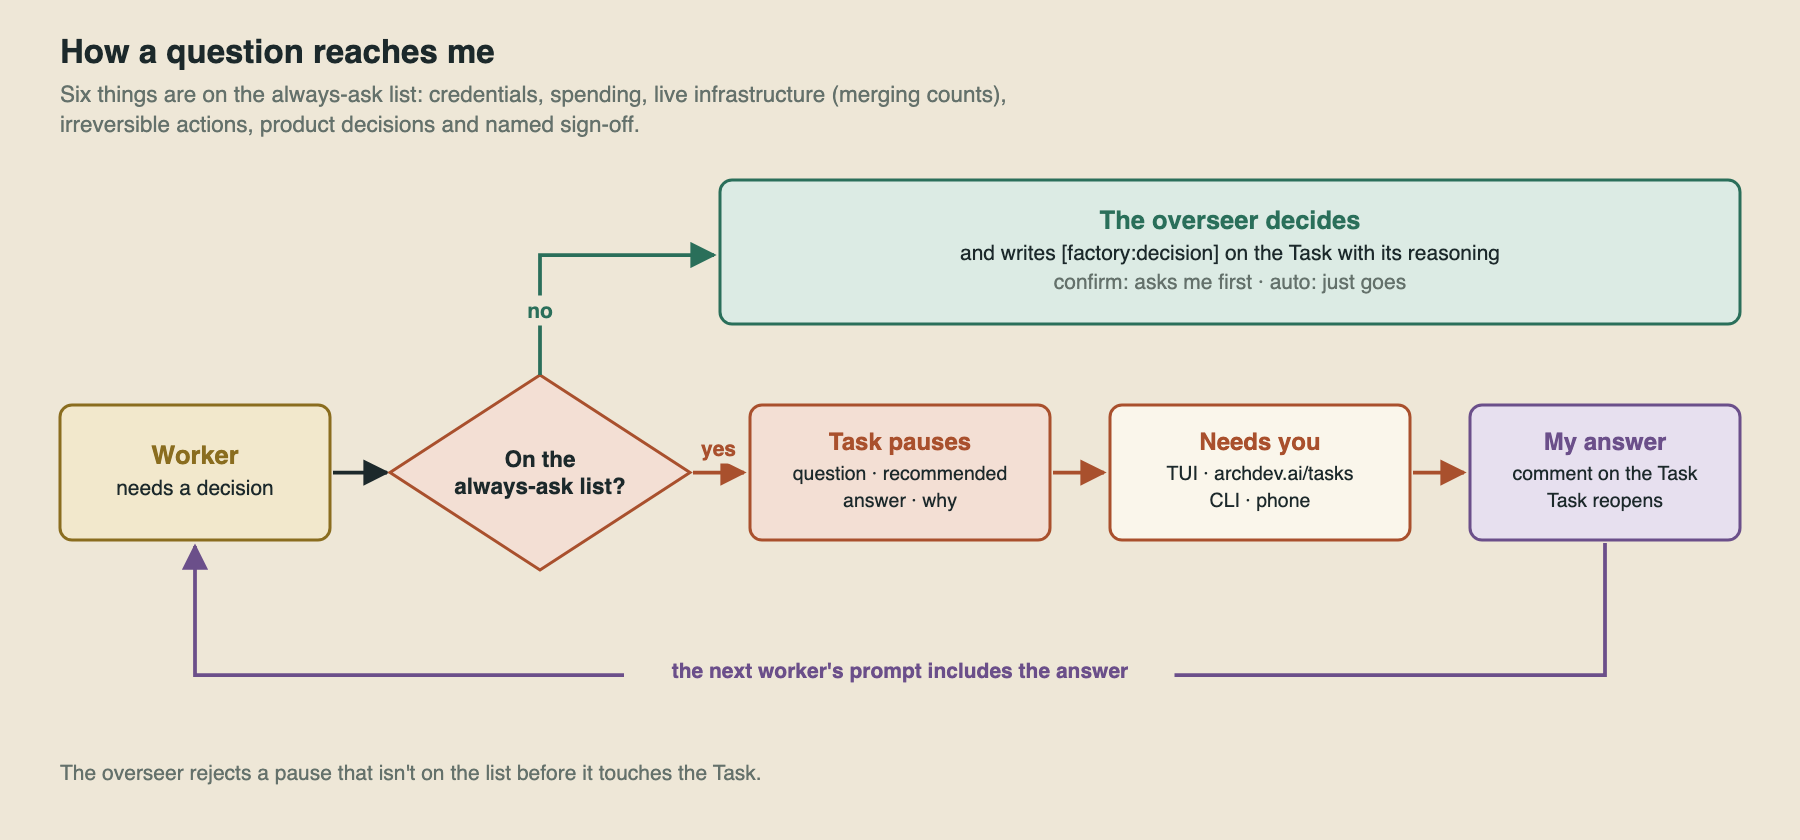 How a question reaches me
Six things are on the always-ask list: credentials, spending, live infrastructure (merging counts),
irreversible actions, product decisions and named sign-off.
The overseer decides
and writes [factory:decision] on the Task with its reasoning
confirm: asks me first · auto: just goes
no
Worker
needs a decision
On the
always-ask list?
yes
Task pauses
question · recommended
answer · why
Needs you
TUI · archdev.ai/tasks
CLI · phone
My answer
comment on the Task
Task reopens
the next worker's prompt includes the answer
The overseer rejects a pause that isn't on the list before it touches the Task.